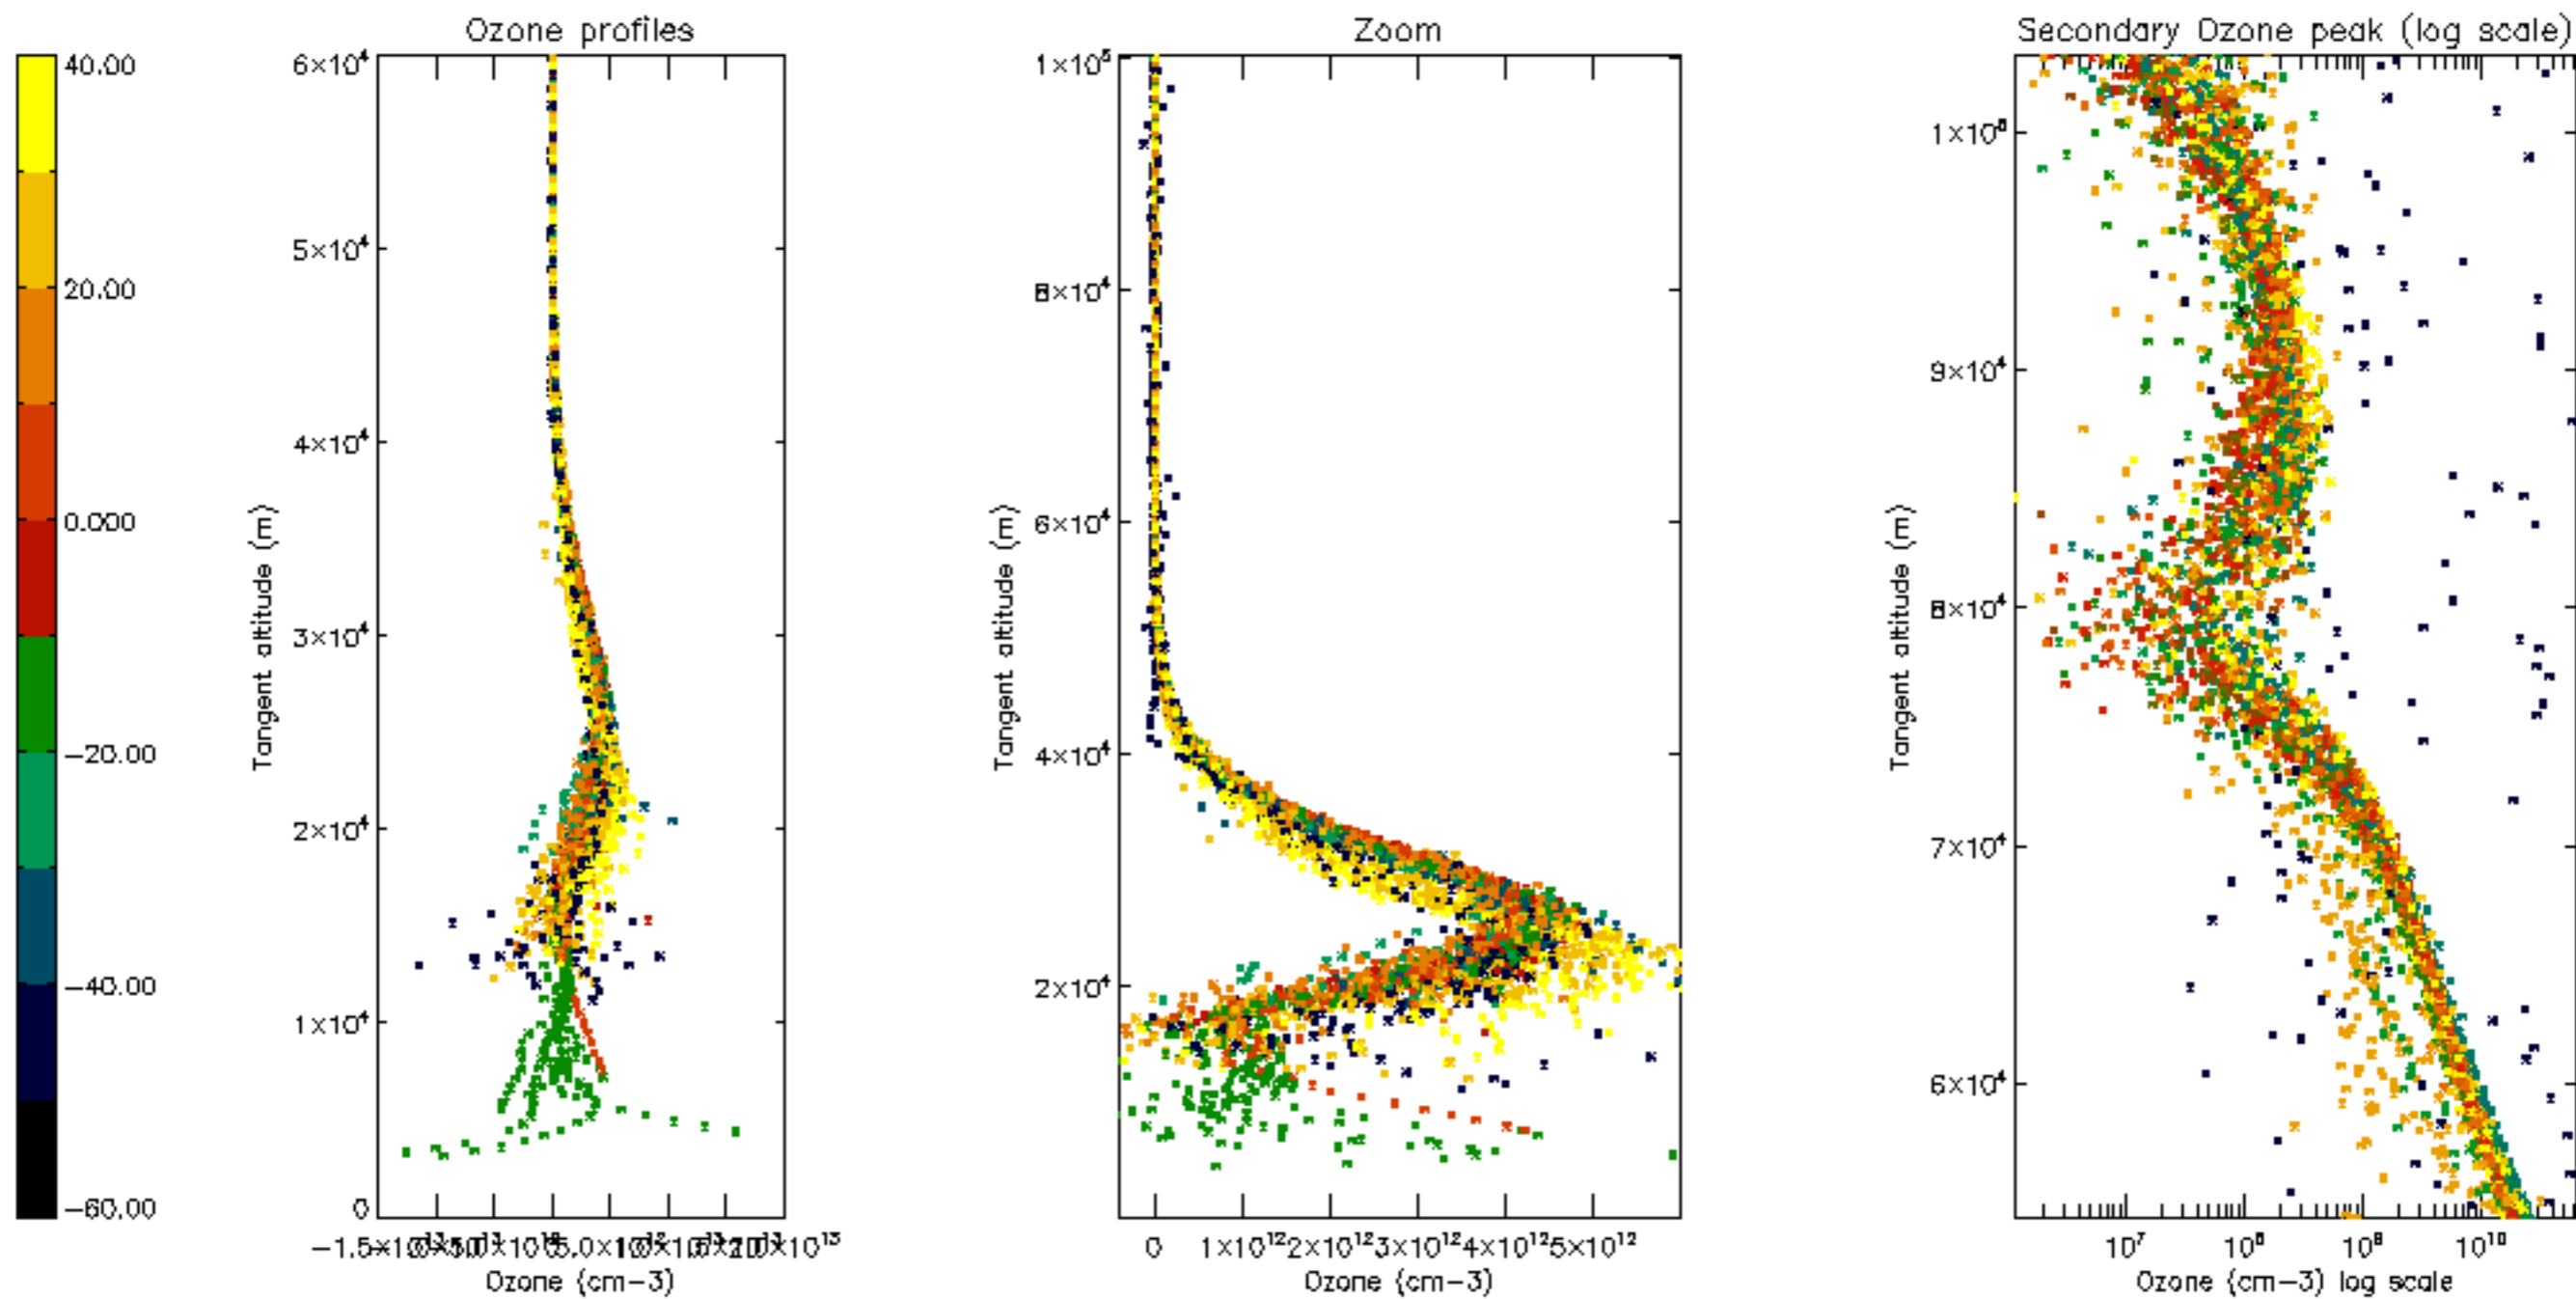 Ozone profiles
Zoom
Secondary Ozone peak (log scale)
40.00
20.00
0.000
−20.00
−40.00
−60.00
6×10⁴
5×10⁴
4×10⁴
3×10⁴
2×10⁴
1×10⁴
0
Tangent altitude (m)
Ozone (cm−3)
1×10⁵
8×10⁴
6×10⁴
4×10⁴
2×10⁴
Tangent altitude (m)
0 1×10¹² 2×10¹² 3×10¹² 4×10¹² 5×10¹²
Ozone (cm−3)
9×10⁴
8×10⁴
7×10⁴
6×10⁴
Tangent altitude (m)
10⁷ 10⁸ 10⁹ 10¹⁰
Ozone (cm−3) log scale